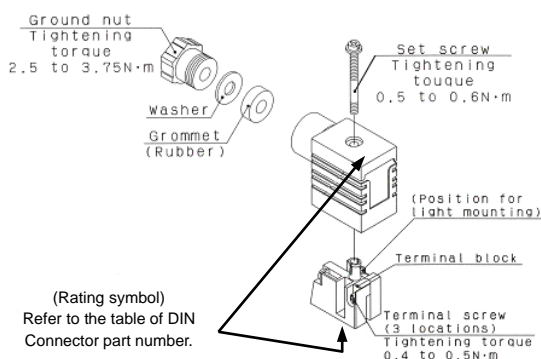 Ground nut
Tightening
torque
2.5 to 3.75N·m
Washer
Grommet
(Rubber)
Set screw
Tightening
touque
0.5 to 0.6N·m
(Position for
light mounting)
Terminal block
Terminal screw
(3 locations)
Tightening torque
0.4 to 0.5N·m
(Rating symbol)
Refer to the table of DIN
Connector part number.